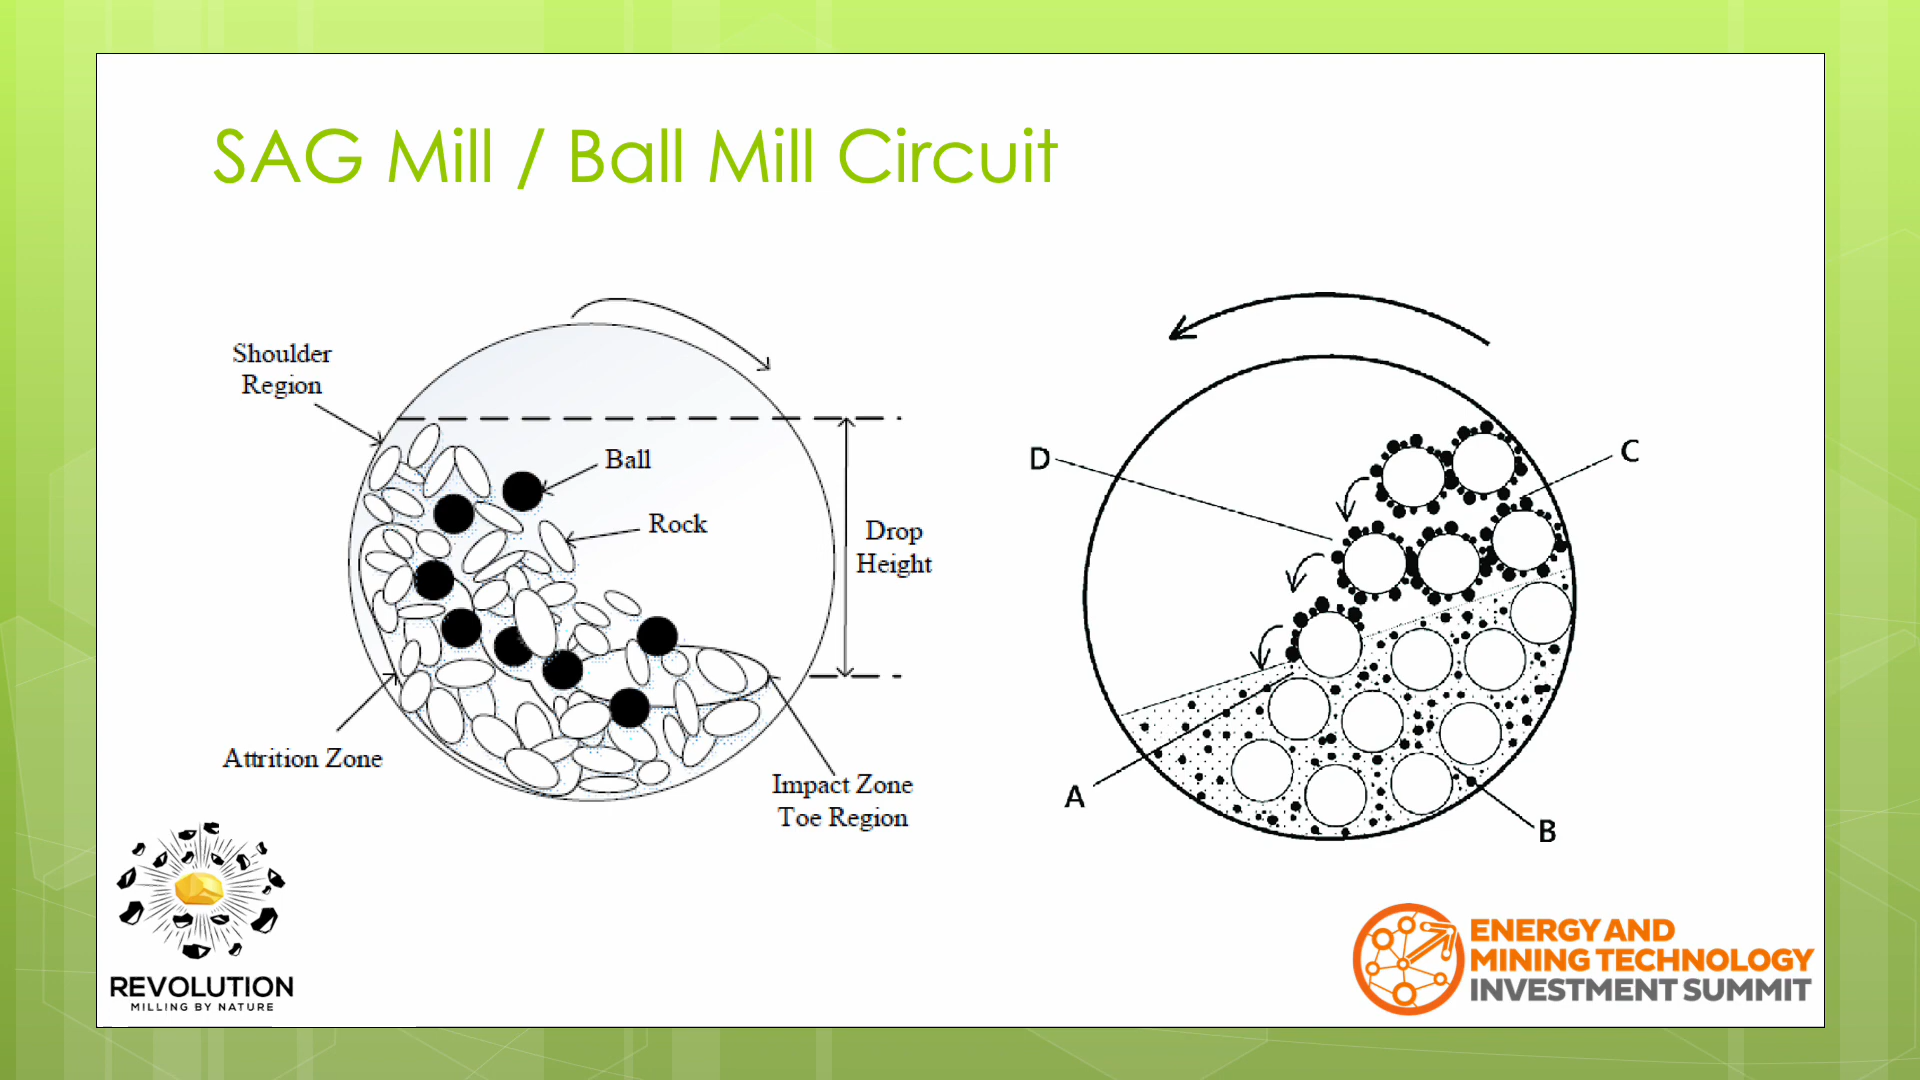 SAG Mill / Ball Mill Circuit
Shoulder
Region
Ball
Rock
Drop
Height
Attrition Zone
Impact Zone
Toe Region
D
C
A
B
REVOLUTION
MILLING BY NATURE
ENERGY AND
MINING TECHNOLOGY
INVESTMENT SUMMIT